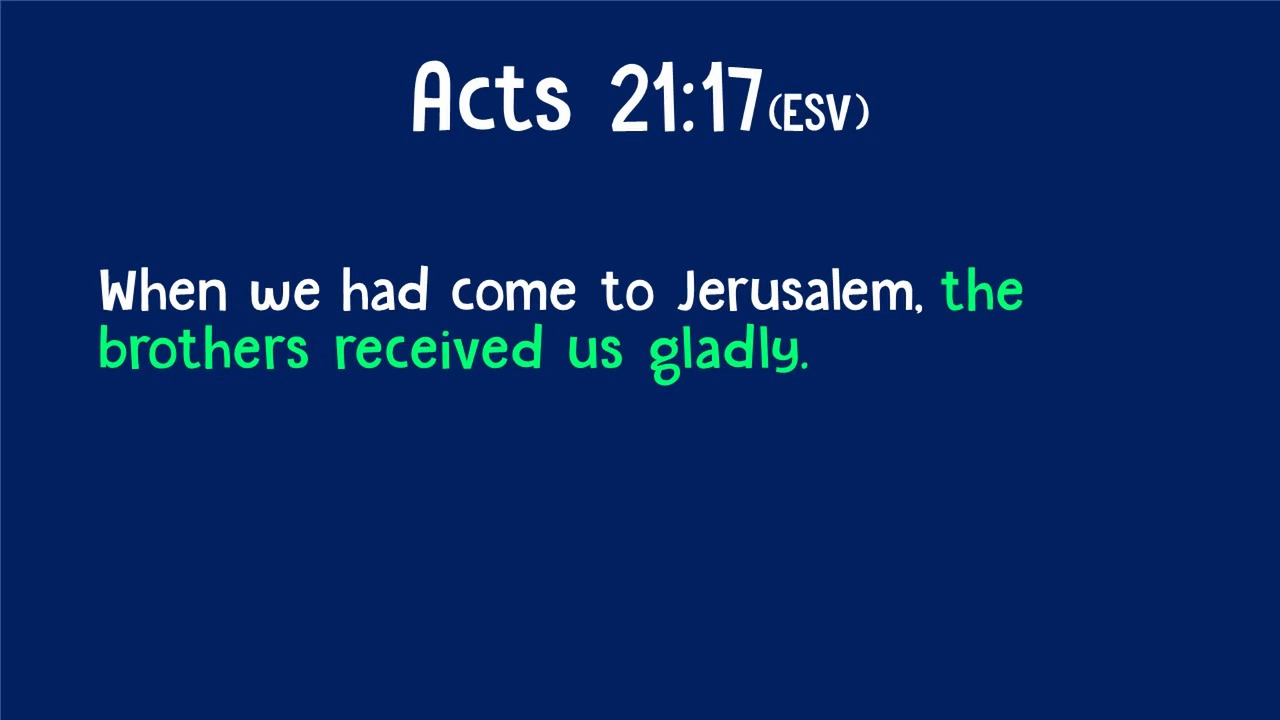 Acts 21:17(ESV)
When we had come to Jerusalem, the
brothers received us gladly.